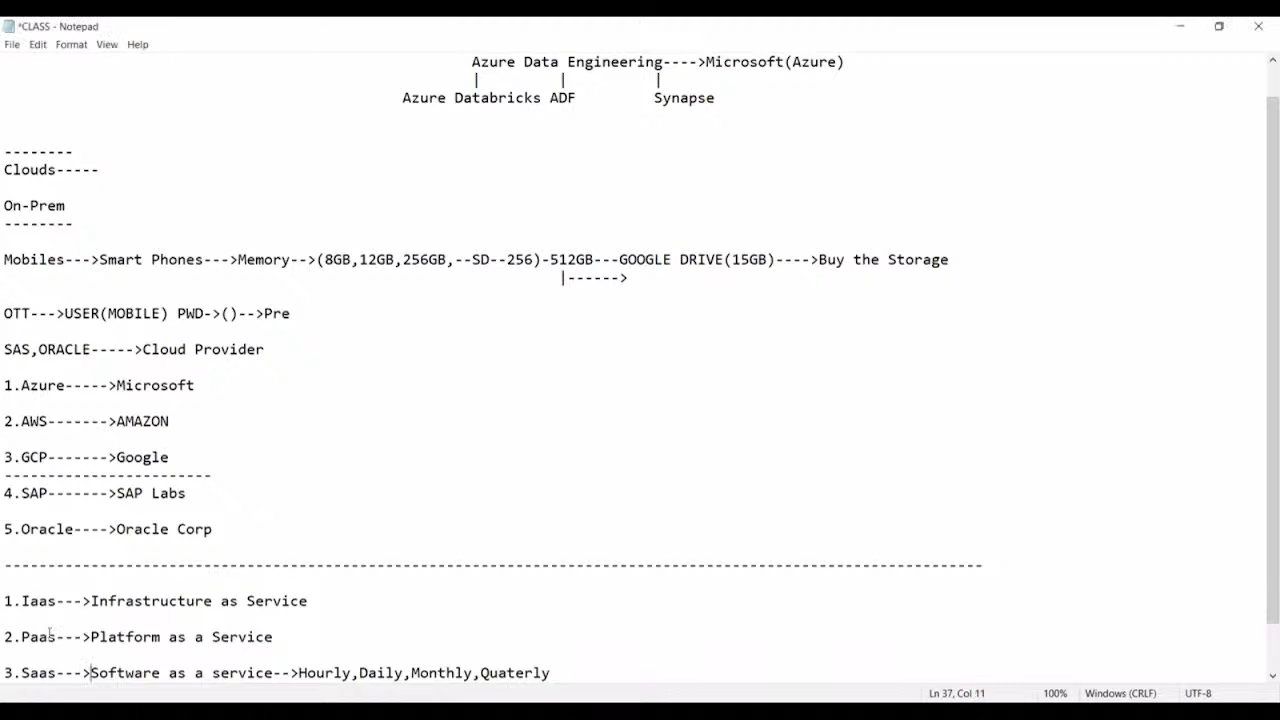 *CLASS - Notepad
File Edit Format View Help
Azure Data Engineering---->Microsoft(Azure)
| | |
Azure Databricks ADF Synapse
--------
Clouds-----
On-Prem
--------
Mobiles--->Smart Phones--->Memory-->(8GB,12GB,256GB,--SD--256)-512GB---GOOGLE DRIVE(15GB)---->Buy the Storage
|------>
OTT--->USER(MOBILE) PWD->()-->Pre
SAS,ORACLE----->Cloud Provider
1.Azure----->Microsoft
2.AWS------->AMAZON
3.GCP------->Google
------------------------
4.SAP------->SAP Labs
5.Oracle---->Oracle Corp
-----------------------------------------------------------------------------------------------------------------
1.Iaas--->Infrastructure as Service
2.Paas--->Platform as a Service
3.Saas--->Software as a service-->Hourly,Daily,Monthly,Quaterly
Ln 37, Col 11 100% Windows (CRLF) UTF-8